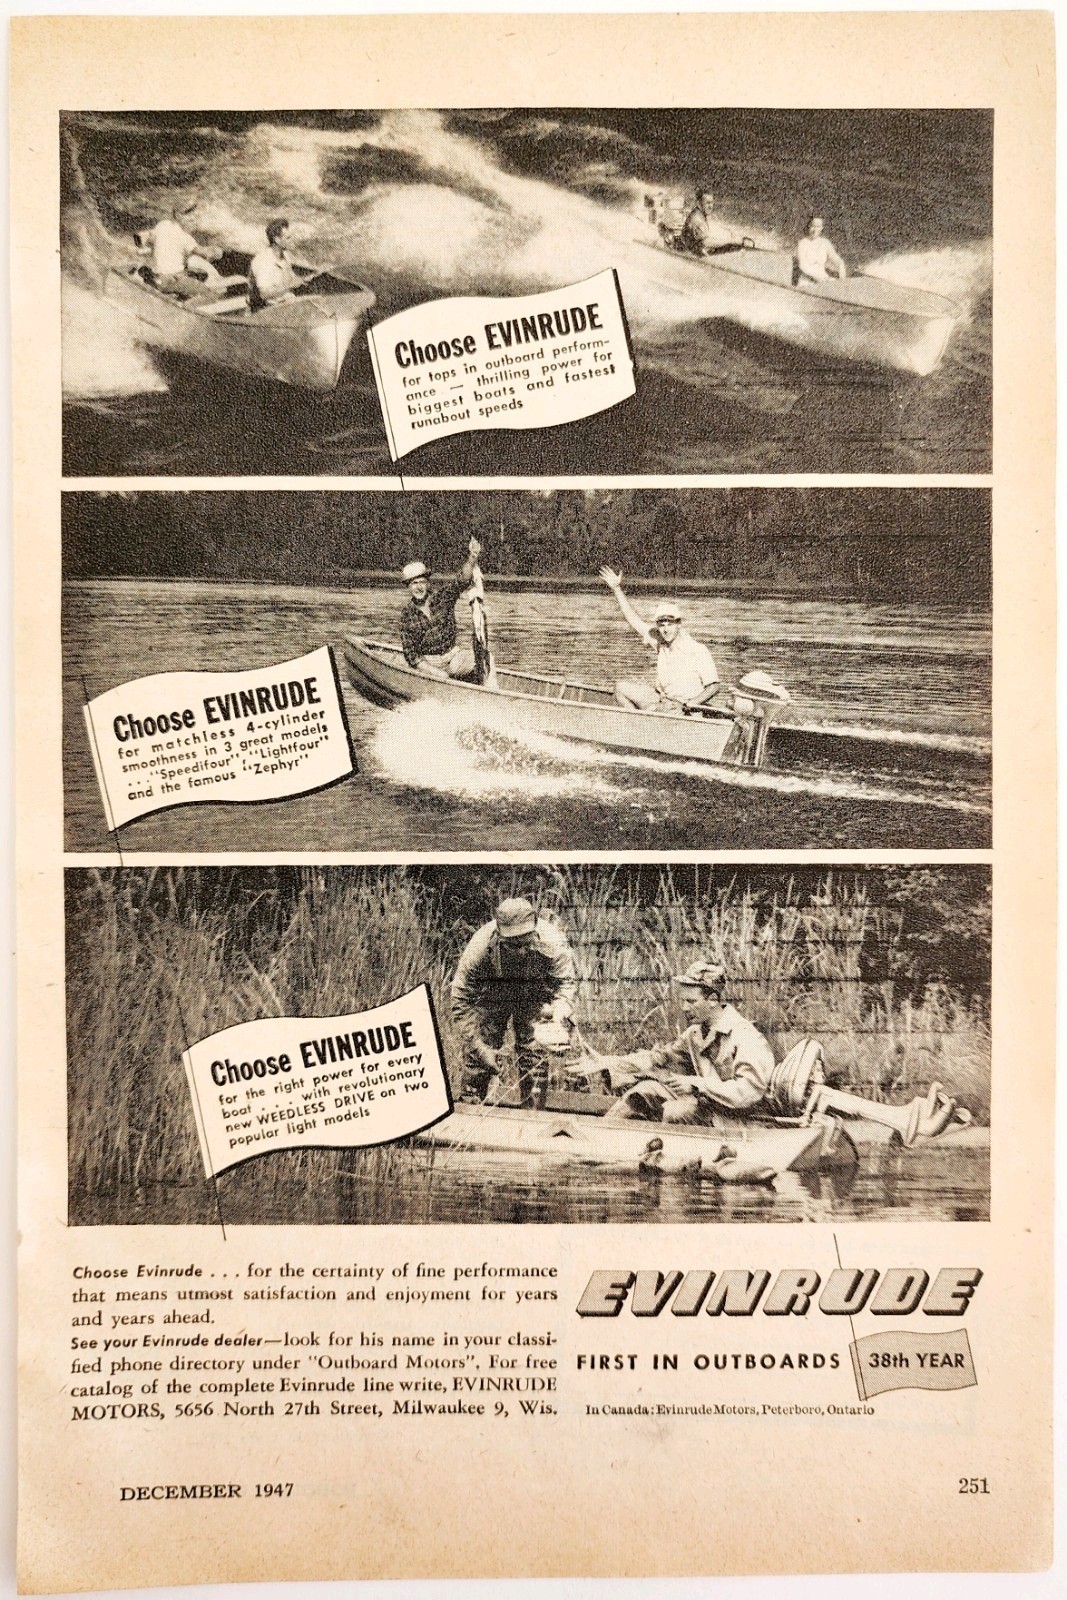 Choose EVINRUDE
for tops in outboard perform-
ance — thrilling power for
biggest boats and fastest
runabout speeds
Choose EVINRUDE
for matchless 4-cylinder
smoothness in 3 great models
. . . "Speedifour", "Lightfour"
and the famous "Zephyr"
Choose EVINRUDE
for the right power for every
boat . . . with revolutionary
new WEEDLESS DRIVE on two
popular light models
Choose Evinrude . . . for the certainty of fine performance
that means utmost satisfaction and enjoyment for years
and years ahead.
See your Evinrude dealer—look for his name in your classi-
fied phone directory under "Outboard Motors". For free
catalog of the complete Evinrude line write, EVINRUDE
MOTORS, 5656 North 27th Street, Milwaukee 9, Wis.
EVINRUDE
FIRST IN OUTBOARDS
38th YEAR
In Canada: Evinrude Motors, Peterboro, Ontario
DECEMBER 1947
251